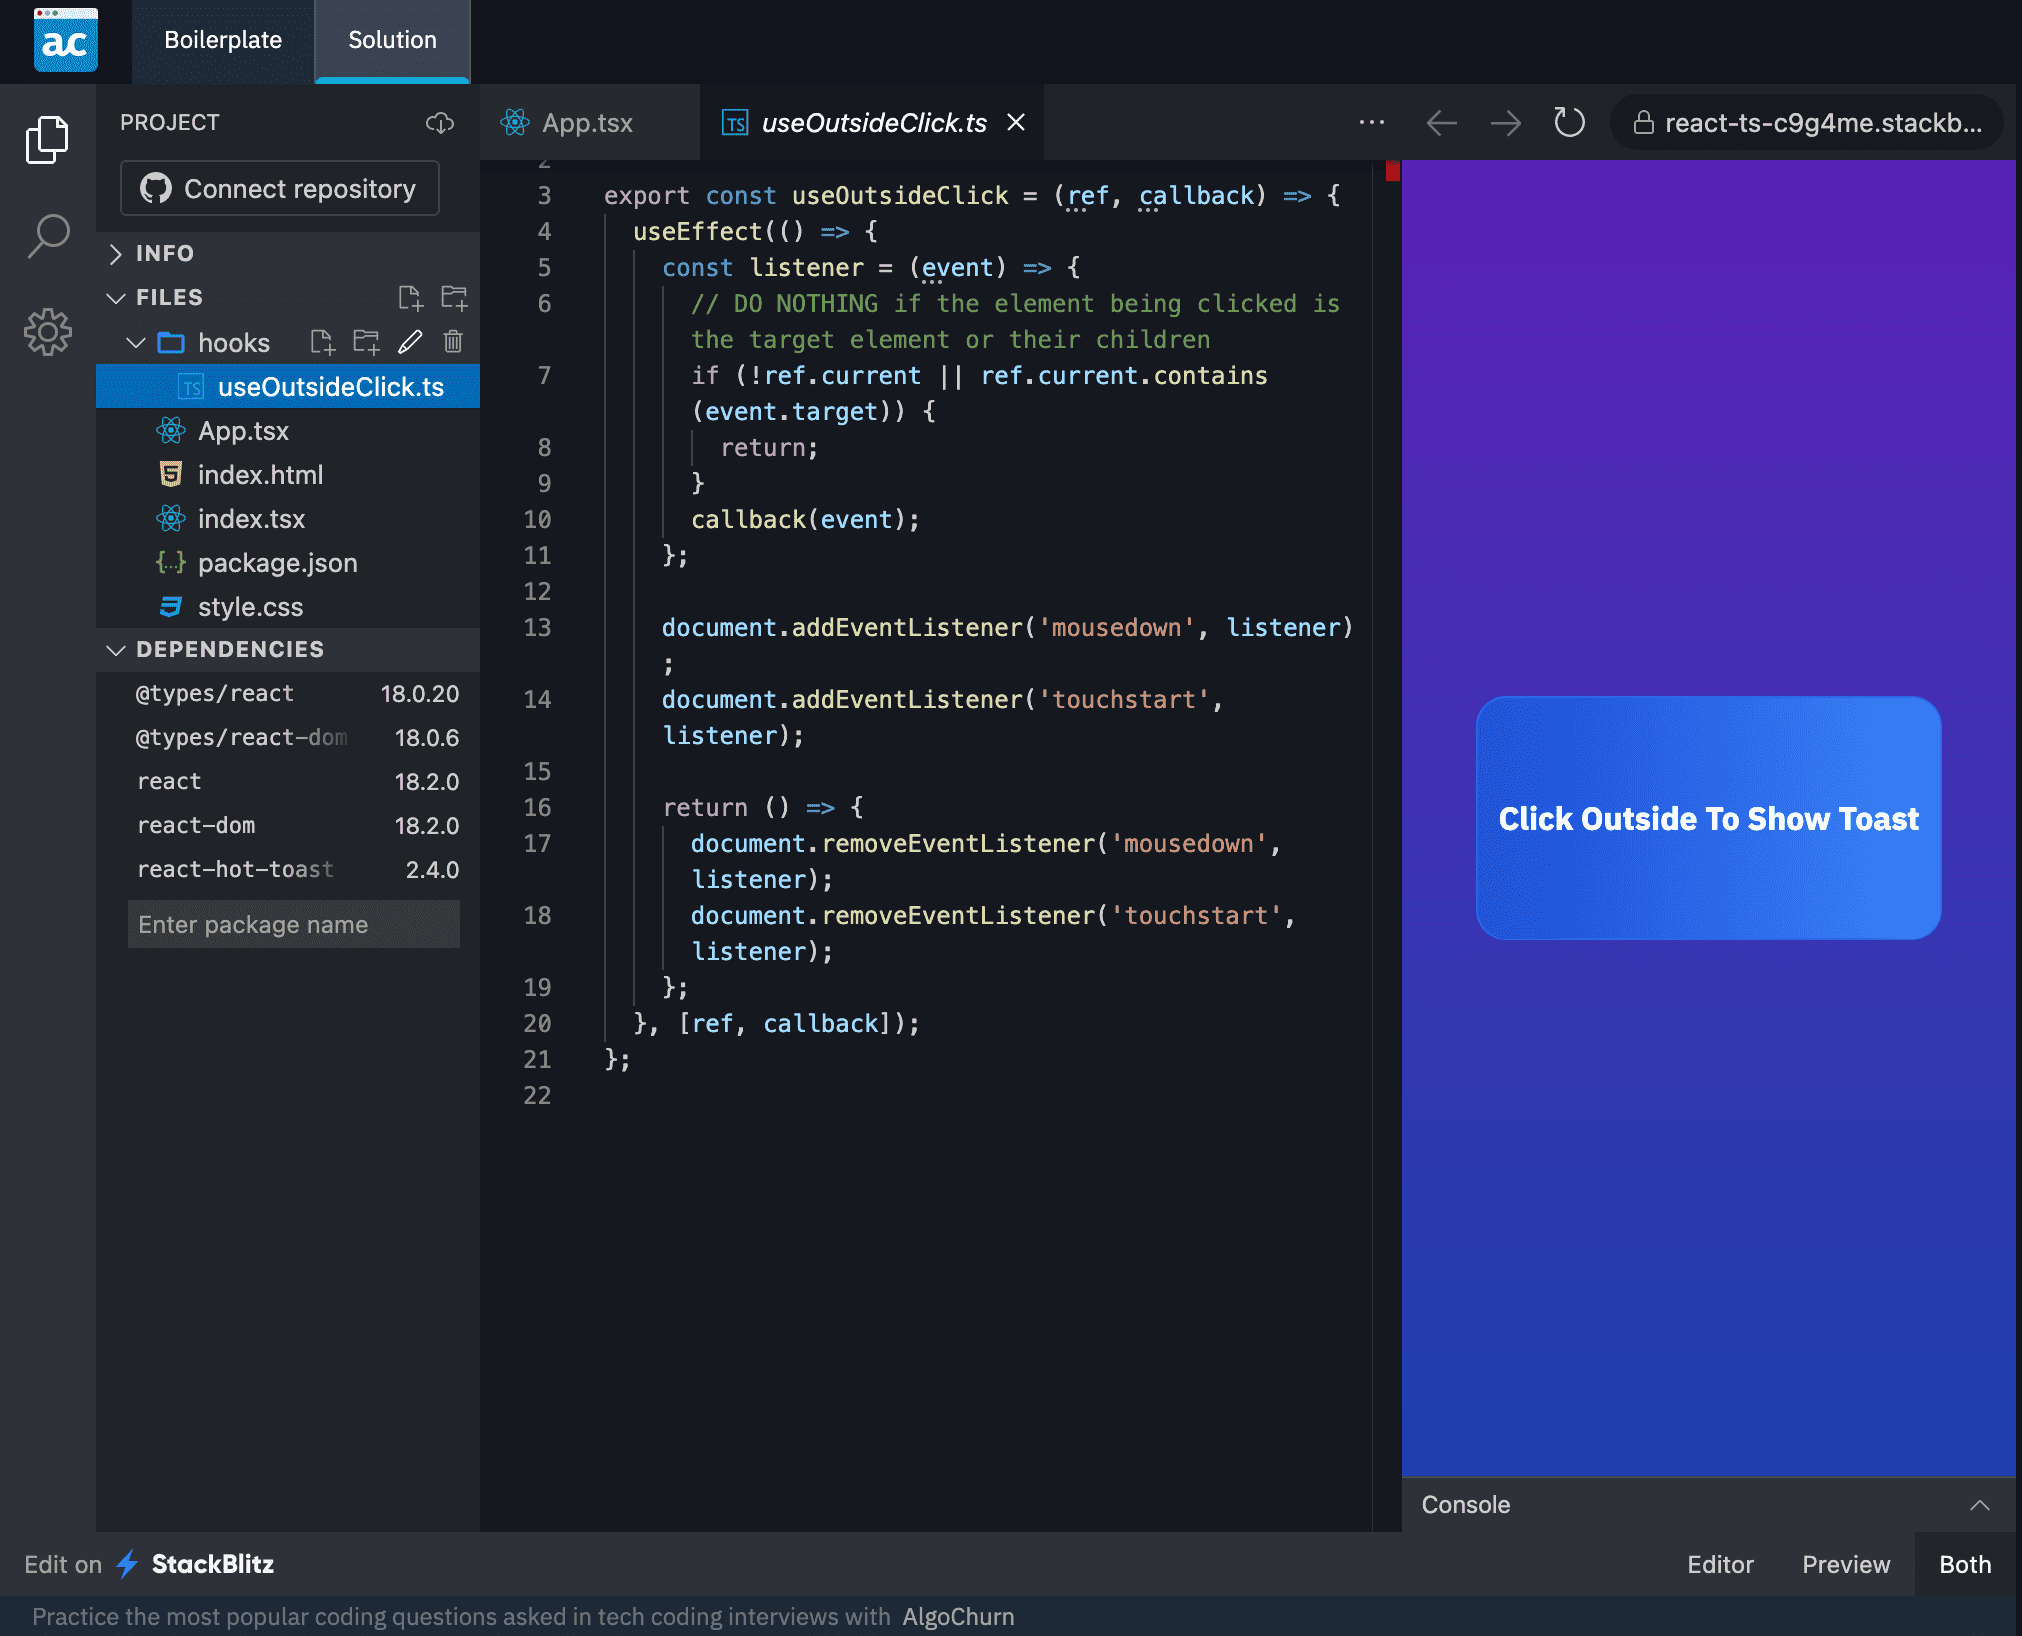 ac
Boilerplate
Solution
PROJECT
Connect repository
INFO
FILES
hooks
TS useOutsideClick.ts
App.tsx
index.html
index.tsx
{..} package.json
style.css
DEPENDENCIES
@types/react 18.0.20
@types/react-dom 18.0.6
react 18.2.0
react-dom 18.2.0
react-hot-toast 2.4.0
Enter package name
App.tsx
TS useOutsideClick.ts
2
3 export const useOutsideClick = (ref, callback) => {
4 useEffect(() => {
5 const listener = (event) => {
6 // DO NOTHING if the element being clicked is
the target element or their children
7 if (!ref.current || ref.current.contains
(event.target)) {
8 return;
9 }
10 callback(event);
11 };
12
13 document.addEventListener('mousedown', listener)
;
14 document.addEventListener('touchstart',
listener);
15
16 return () => {
17 document.removeEventListener('mousedown',
listener);
18 document.removeEventListener('touchstart',
listener);
19 };
20 }, [ref, callback]);
21 };
22
react-ts-c9g4me.stackb...
Click Outside To Show Toast
Console
Edit on StackBlitz
Editor
Preview
Both
Practice the most popular coding questions asked in tech coding interviews with AlgoChurn